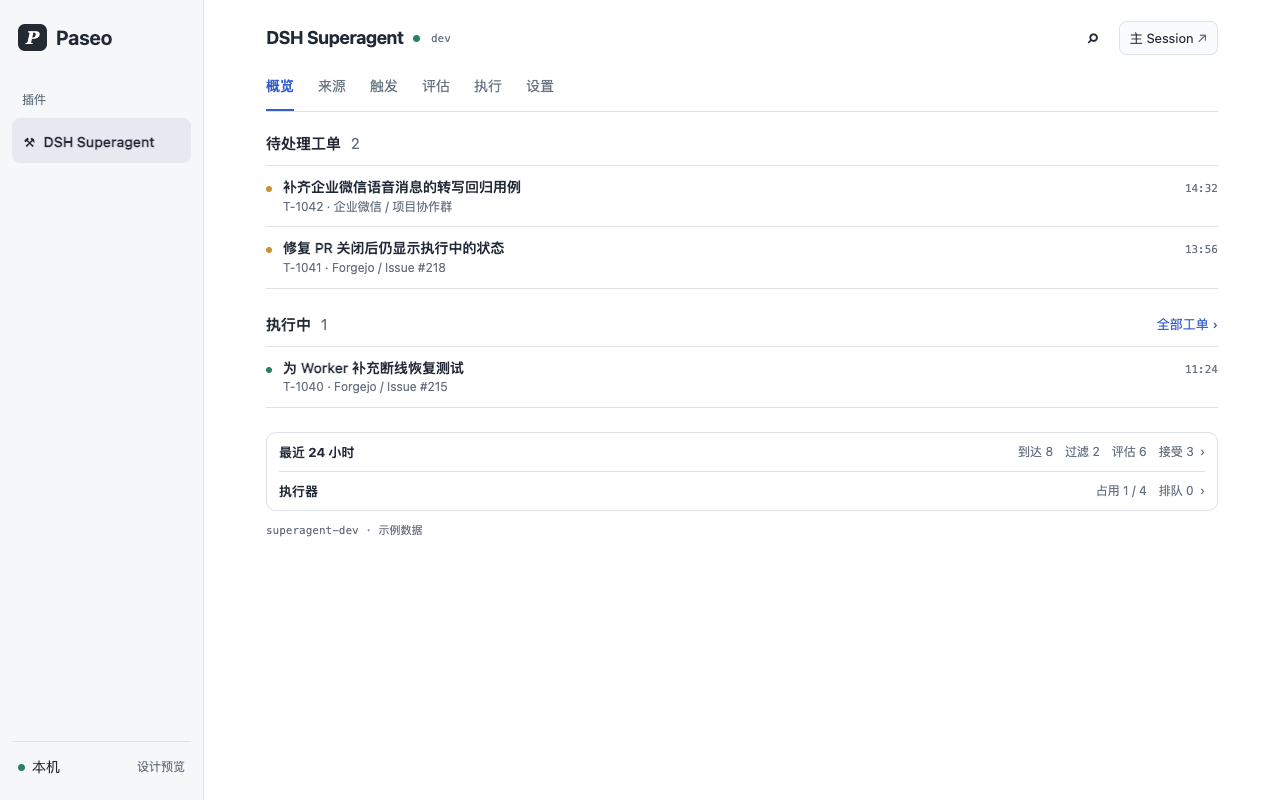 P Paseo
插件
DSH Superagent
本机 设计预览
DSH Superagent dev
主 Session ↗
概览 来源 触发 评估 执行 设置
待处理工单 2
补齐企业微信语音消息的转写回归用例 14:32
T-1042 · 企业微信 / 项目协作群
修复 PR 关闭后仍显示执行中的状态 13:56
T-1041 · Forgejo / Issue #218
执行中 1 全部工单 ›
为 Worker 补充断线恢复测试 11:24
T-1040 · Forgejo / Issue #215
最近 24 小时 到达 8 过滤 2 评估 6 接受 3 ›
执行器 占用 1 / 4 排队 0 ›
superagent-dev · 示例数据